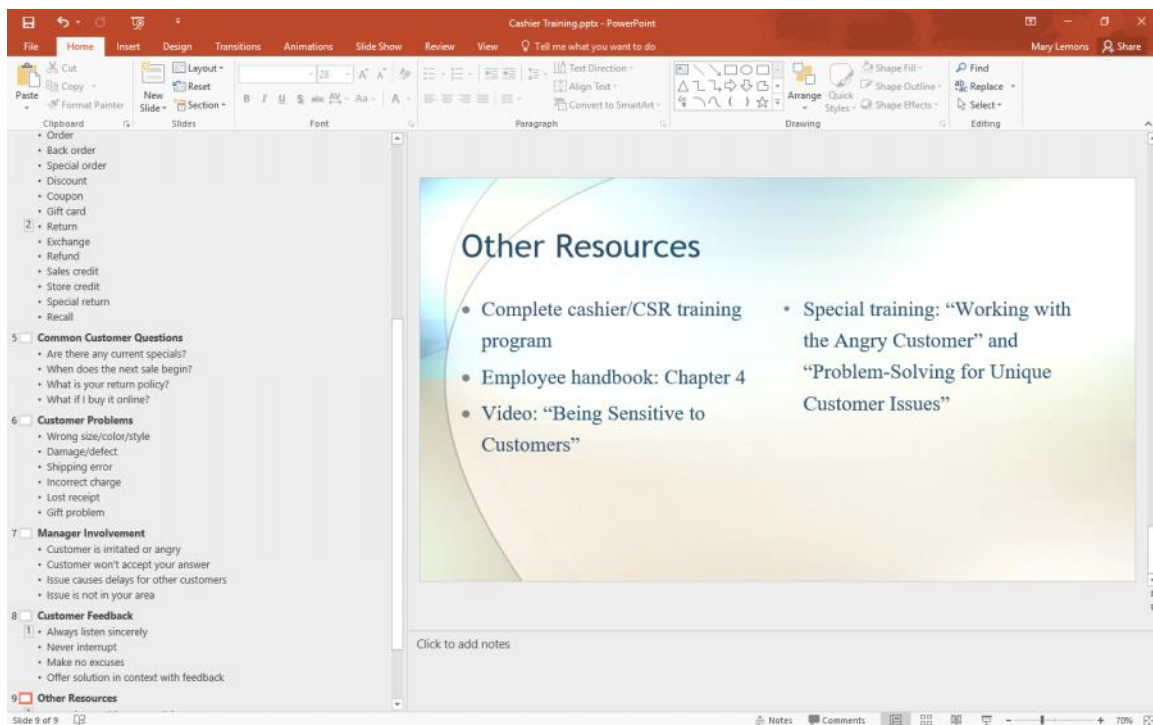 Cashier Training.pptx - PowerPoint
File Home Insert Design Transitions Animations Slide Show Review View Tell me what you want to do Mary Lemons Share
Paste
Cut
Copy
Format Painter
Clipboard
New Slide
Layout
Reset
Section
Slides
28
B I U S abc AV Aa A
Font
Text Direction
Align Text
Convert to SmartArt
Paragraph
Arrange
Quick Styles
Shape Fill
Shape Outline
Shape Effects
Drawing
Find
Replace
Select
Editing
• Order
• Back order
• Special order
• Discount
• Coupon
• Gift card
2 • Return
• Exchange
• Refund
• Sales credit
• Store credit
• Special return
• Recall
5 Common Customer Questions
• Are there any current specials?
• When does the next sale begin?
• What is your return policy?
• What if I buy it online?
6 Customer Problems
• Wrong size/color/style
• Damage/defect
• Shipping error
• Incorrect charge
• Lost receipt
• Gift problem
7 Manager Involvement
• Customer is irritated or angry
• Customer won't accept your answer
• Issue causes delays for other customers
• Issue is not in your area
8 Customer Feedback
1 • Always listen sincerely
• Never interrupt
• Make no excuses
• Offer solution in context with feedback
9 Other Resources
Other Resources
• Complete cashier/CSR training
program
• Employee handbook: Chapter 4
• Video: “Being Sensitive to
Customers”
• Special training: “Working with
the Angry Customer” and
“Problem-Solving for Unique
Customer Issues”
Click to add notes
Slide 9 of 9
Notes Comments 70%